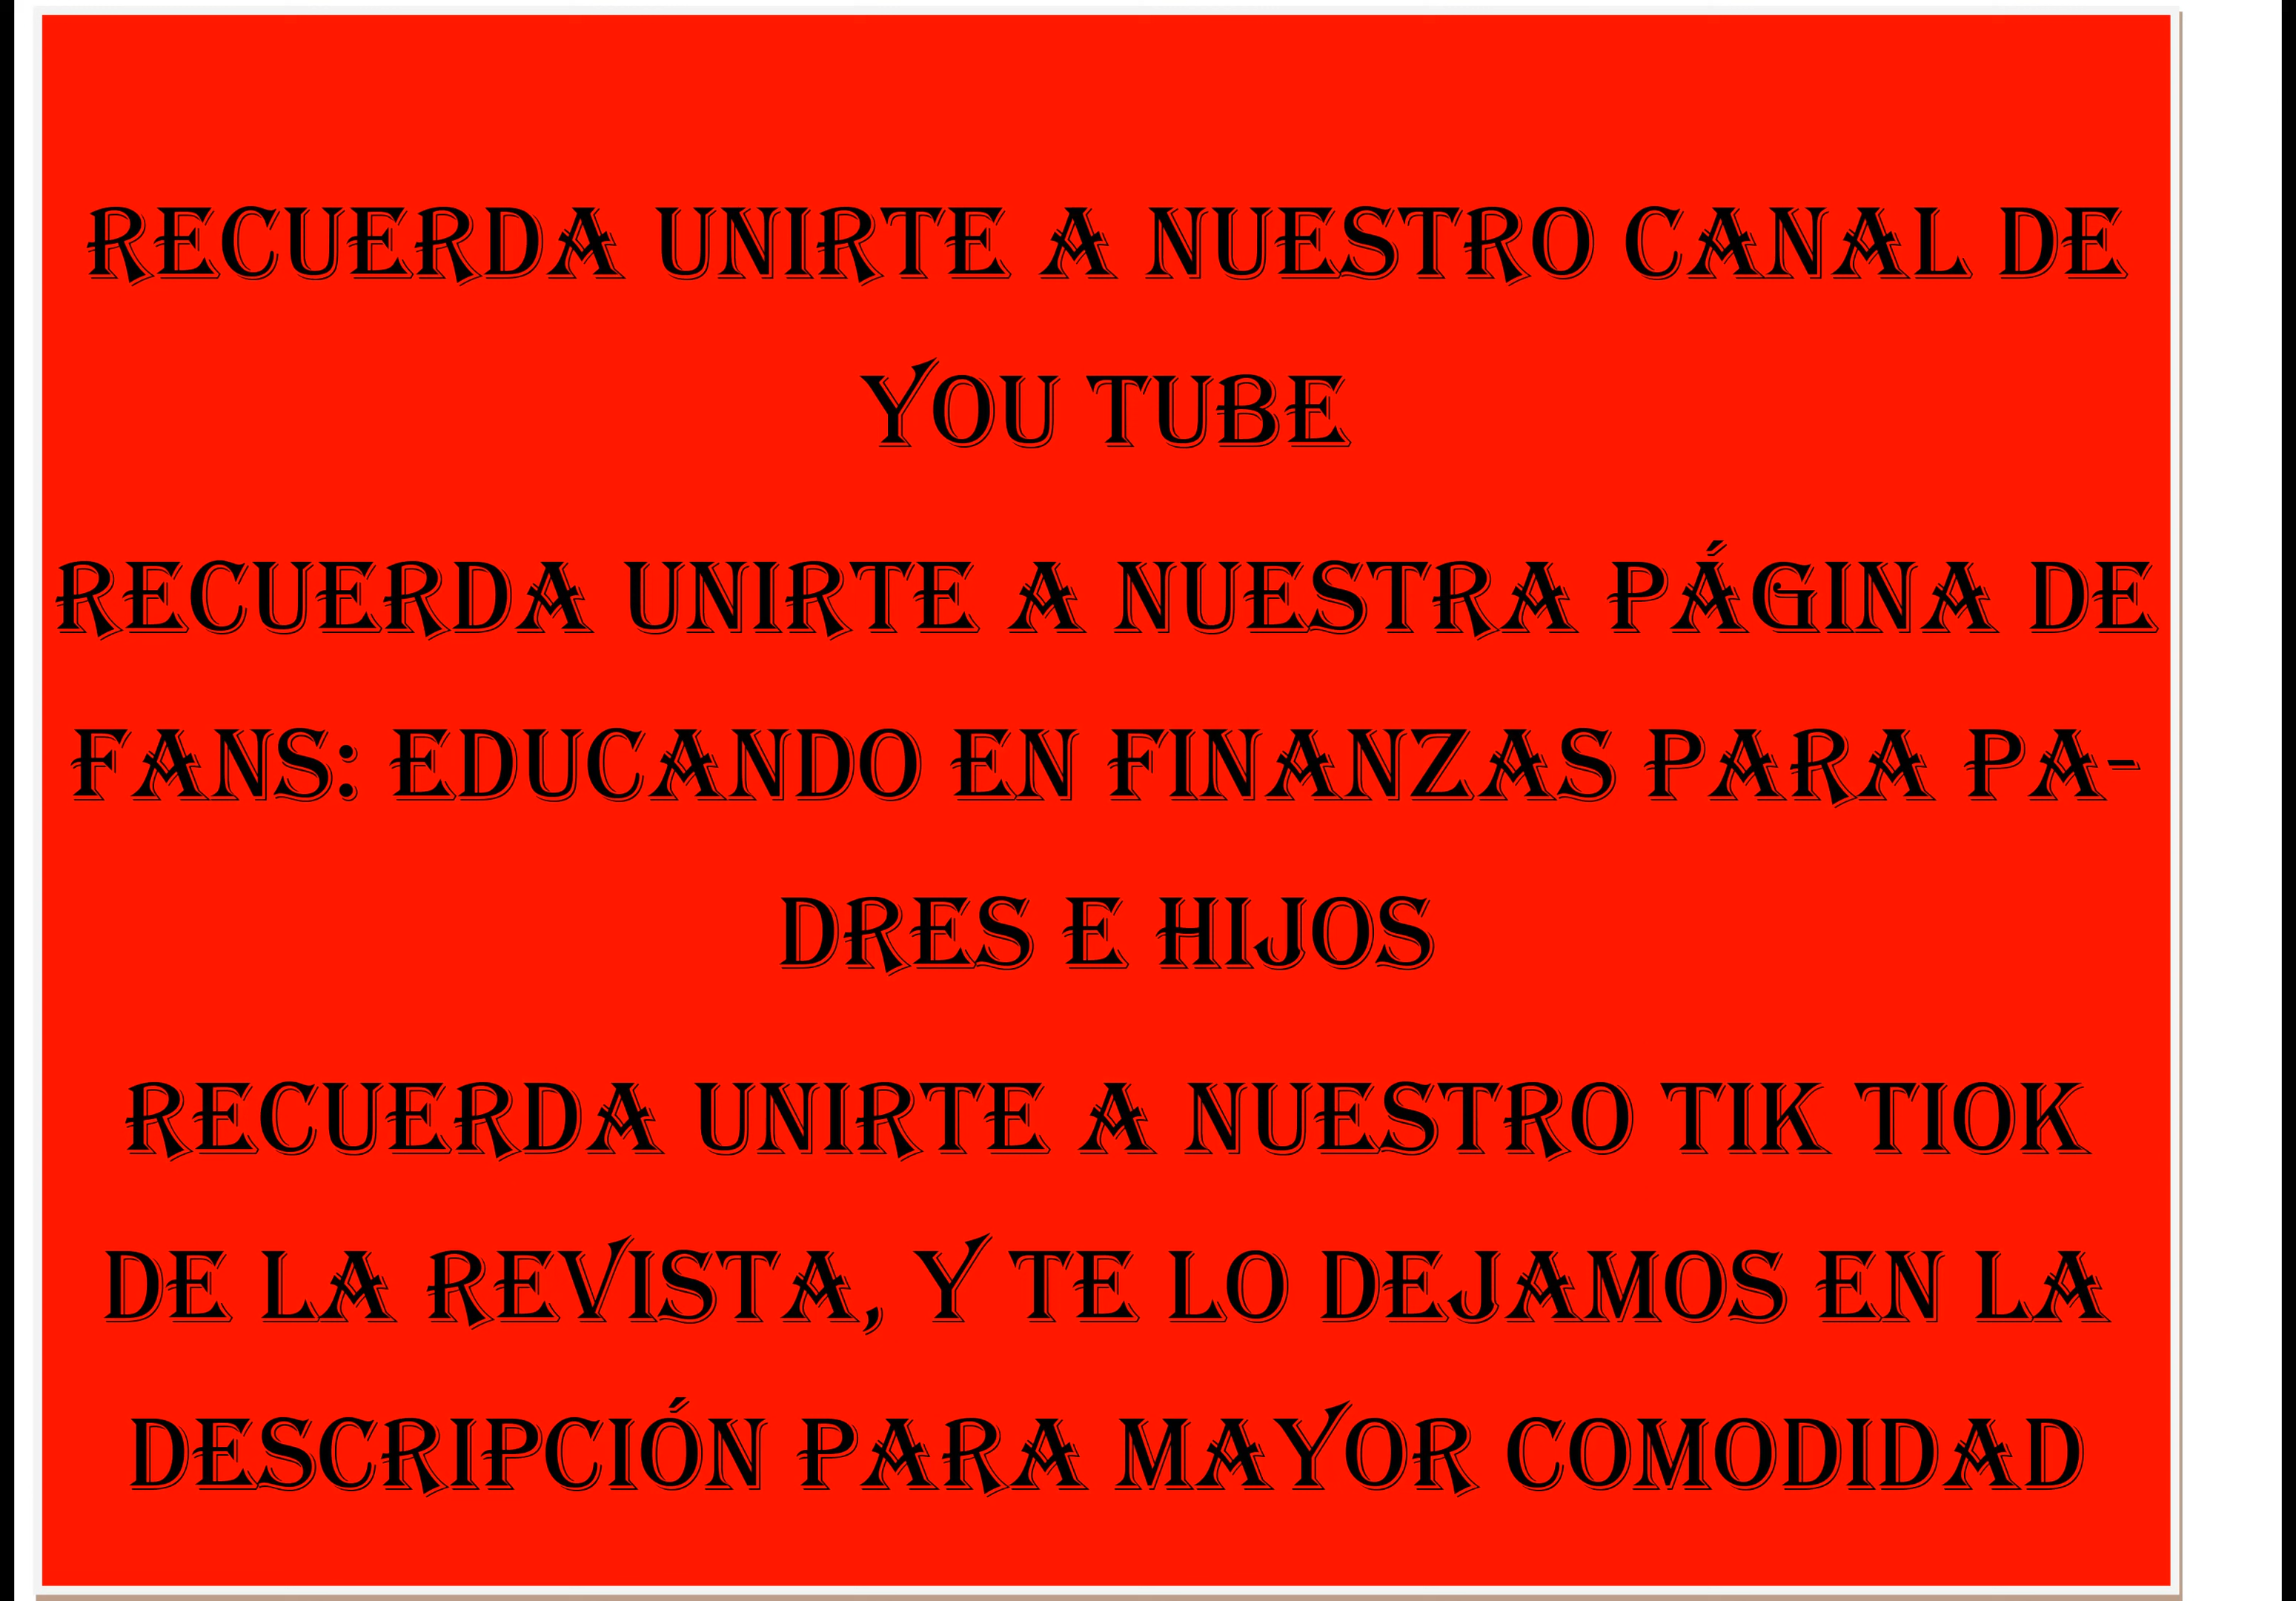 RECUERDA UNIRTE A NUESTRO CANAL DE
YOU TUBE
RECUERDA UNIRTE A NUESTRA PÁGINA DE
FANS: EDUCANDO EN FINANZAS PARA PA-
DRES E HIJOS
RECUERDA UNIRTE A NUESTRO TIK TIOK
DE LA REVISTA, Y TE LO DEJAMOS EN LA
DESCRIPCIÓN PARA MAYOR COMODIDAD